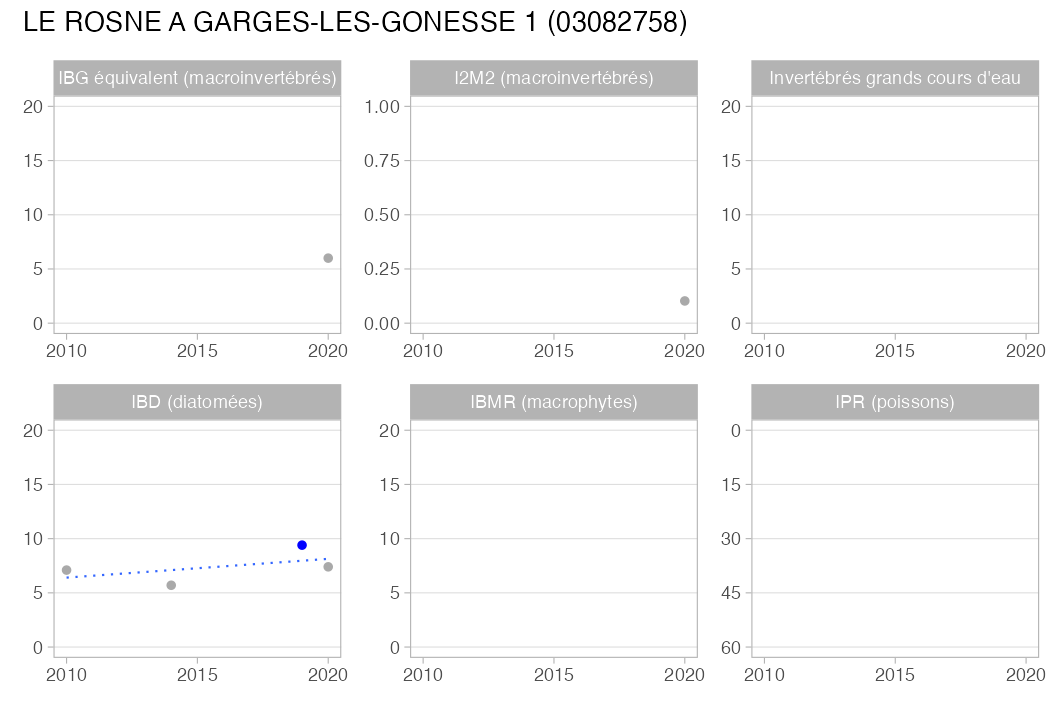 LE ROSNE A GARGES-LES-GONESSE 1 (03082758)
IBG équivalent (macroinvertébrés)
20
15
10
5
0
2010 2015 2020
I2M2 (macroinvertébrés)
1.00
0.75
0.50
0.25
0.00
2010 2015 2020
Invertébrés grands cours d'eau
20
15
10
5
0
2010 2015 2020
IBD (diatomées)
20
15
10
5
0
2010 2015 2020
IBMR (macrophytes)
20
15
10
5
0
2010 2015 2020
IPR (poissons)
0
15
30
45
60
2010 2015 2020